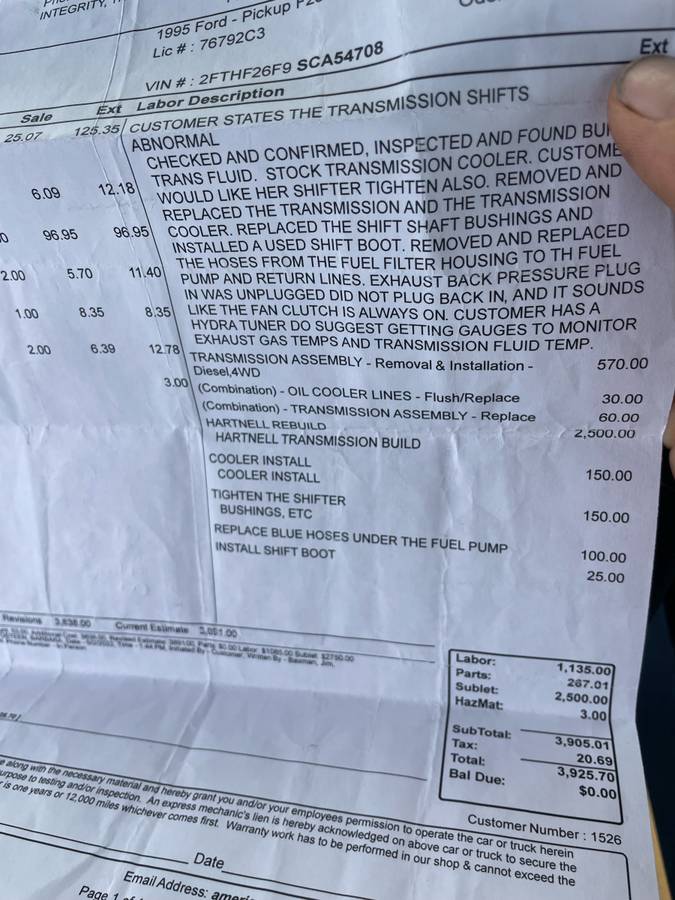 INTEGRITY,
1995 Ford - Pickup
Lic # : 76792C3
VIN # : 2FTHF26F9 SCA54708
Sale Ext Labor Description Ext
25.07 125.35 CUSTOMER STATES THE TRANSMISSION SHIFTS
ABNORMAL
CHECKED AND CONFIRMED, INSPECTED AND FOUND
TRANS FLUID. STOCK TRANSMISSION COOLER. CUSTOME
6.09 12.18 WOULD LIKE HER SHIFTER TIGHTEN ALSO. REMOVED AND
REPLACED THE TRANSMISSION AND THE TRANSMISSION
96.95 96.95 COOLER. REPLACED THE SHIFT SHAFT BUSHINGS AND
INSTALLED A USED SHIFT BOOT. REMOVED AND REPLACED
THE HOSES FROM THE FUEL FILTER HOUSING TO TH FUEL
2.00 5.70 11.40 PUMP AND RETURN LINES. EXHAUST BACK PRESSURE PLUG
IN WAS UNPLUGGED DID NOT PLUG BACK IN, AND IT SOUNDS
1.00 8.35 8.35 LIKE THE FAN CLUTCH IS ALWAYS ON. CUSTOMER HAS A
HYDRA TUNER DO SUGGEST GETTING GAUGES TO MONITOR
EXHAUST GAS TEMPS AND TRANSMISSION FLUID TEMP.
2.00 6.39 12.78 TRANSMISSION ASSEMBLY - Removal & Installation - 570.00
Diesel,4WD
3.00 (Combination) - OIL COOLER LINES - Flush/Replace 30.00
(Combination) - TRANSMISSION ASSEMBLY - Replace 60.00
HARTNELL REBUILD 2,500.00
HARTNELL TRANSMISSION BUILD
COOLER INSTALL 150.00
COOLER INSTALL
TIGHTEN THE SHIFTER 150.00
BUSHINGS, ETC
REPLACE BLUE HOSES UNDER THE FUEL PUMP 100.00
INSTALL SHIFT BOOT 25.00
Revisions 3,838.00 Current Estimate
Labor: 1,135.00
Parts: 267.01
Sublet: 2,500.00
HazMat: 3.00
SubTotal: 3,905.01
Tax: 20.69
Total: 3,925.70
Bal Due: $0.00
Customer Number : 1526
along with the necessary material and hereby grant you and/or your employees permission to operate the car or truck herein
urpose to testing and/or inspection. An express mechanic's lien is hereby acknowledged on above car or truck to secure the
is one years or 12,000 miles whichever comes first. Warranty work has to be performed in our shop & cannot exceed the
Date
Email Address:
Page 1